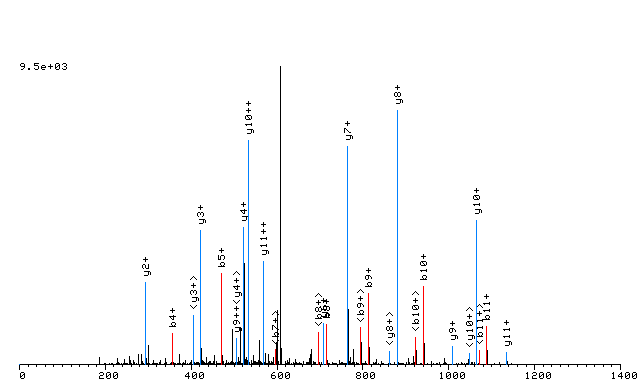 9.5e+03
y2+
b4+
y3+^
y3+
b5+
y9++
y4+^
y4+
y10++
y11++
b7+^
b8+^
b8+
y7+
b9+^
b9+
y8+^
y8+
b10+^
b10+
y9+
y10+^
y10+
b11+^
b11+
y11+
0 200 400 600 800 1000 1200 1400